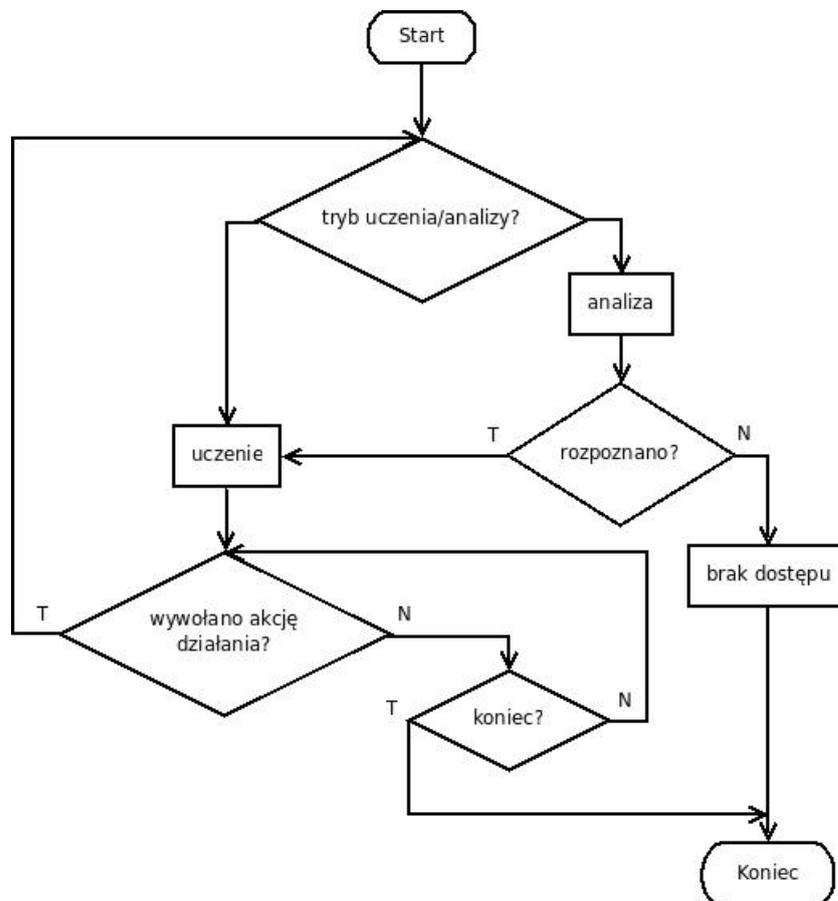 Start
tryb uczenia/analizy?
analiza
T
N
uczenie
rozpoznano?
brak dostępu
T
wywołano akcję
działania?
N
T
koniec?
N
Koniec